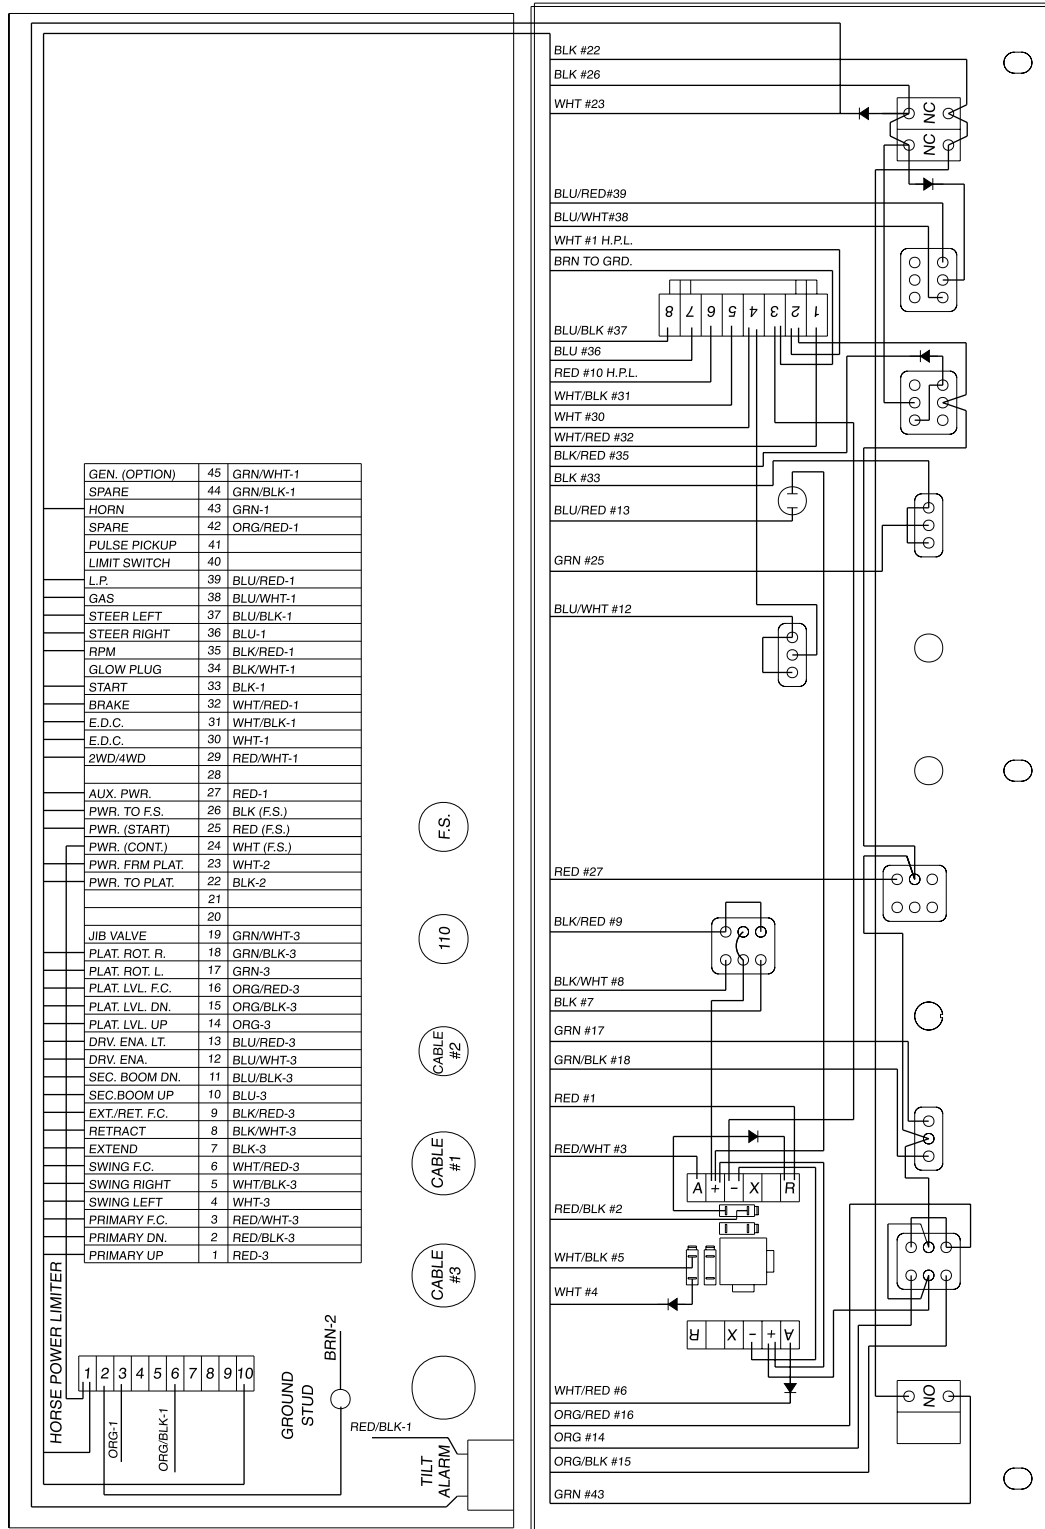 GEN. (OPTION) 45 GRN/WHT-1
SPARE 44 GRN/BLK-1
HORN 43 GRN-1
SPARE 42 ORG/RED-1
PULSE PICKUP 41
LIMIT SWITCH 40
L.P. 39 BLU/RED-1
GAS 38 BLU/WHT-1
STEER LEFT 37 BLU/BLK-1
STEER RIGHT 36 BLU-1
RPM 35 BLK/RED-1
GLOW PLUG 34 BLK/WHT-1
START 33 BLK-1
BRAKE 32 WHT/RED-1
E.D.C. 31 WHT/BLK-1
E.D.C. 30 WHT-1
2WD/4WD 29 RED/WHT-1
28
AUX. PWR. 27 RED-1
PWR. TO F.S. 26 BLK (F.S.)
PWR. (START) 25 RED (F.S.)
PWR. (CONT.) 24 WHT (F.S.)
PWR. FRM PLAT. 23 WHT-2
PWR. TO PLAT. 22 BLK-2
21
20
JIB VALVE 19 GRN/WHT-3
PLAT. ROT. R. 18 GRN/BLK-3
PLAT. ROT. L. 17 GRN-3
PLAT. LVL. F.C. 16 ORG/RED-3
PLAT. LVL. DN. 15 ORG/BLK-3
PLAT. LVL. UP 14 ORG-3
DRV. ENA. LT. 13 BLU/RED-3
DRV. ENA. 12 BLU/WHT-3
SEC. BOOM DN. 11 BLU/BLK-3
SEC.BOOM UP 10 BLU-3
EXT./RET. F.C. 9 BLK/RED-3
RETRACT 8 BLK/WHT-3
EXTEND 7 BLK-3
SWING F.C. 6 WHT/RED-3
SWING RIGHT 5 WHT/BLK-3
SWING LEFT 4 WHT-3
PRIMARY F.C. 3 RED/WHT-3
PRIMARY DN. 2 RED/BLK-3
PRIMARY UP 1 RED-3
HORSE POWER LIMITER
1 2 3 4 5 6 7 8 9 10
ORG-1
ORG/BLK-1
GROUND
STUD
BRN-2
RED/BLK-1
TILT
ALARM
F.S.
110
CABLE
#2
CABLE
#1
CABLE
#3
BLK #22
BLK #26
WHT #23
NC
NC
BLU/RED#39
BLU/WHT#38
WHT #1 H.P.L.
BRN TO GRD.
8 7 6 5 4 3 2 1
BLU/BLK #37
BLU #36
RED #10 H.P.L.
WHT/BLK #31
WHT #30
WHT/RED #32
BLK/RED #35
BLK #33
BLU/RED #13
GRN #25
BLU/WHT #12
RED #27
BLK/RED #9
BLK/WHT #8
BLK #7
GRN #17
GRN/BLK #18
RED #1
RED/WHT #3
A + − X R
RED/BLK #2
WHT/BLK #5
WHT #4
R X − + A
WHT/RED #6
NO
ORG/RED #16
ORG #14
ORG/BLK #15
GRN #43